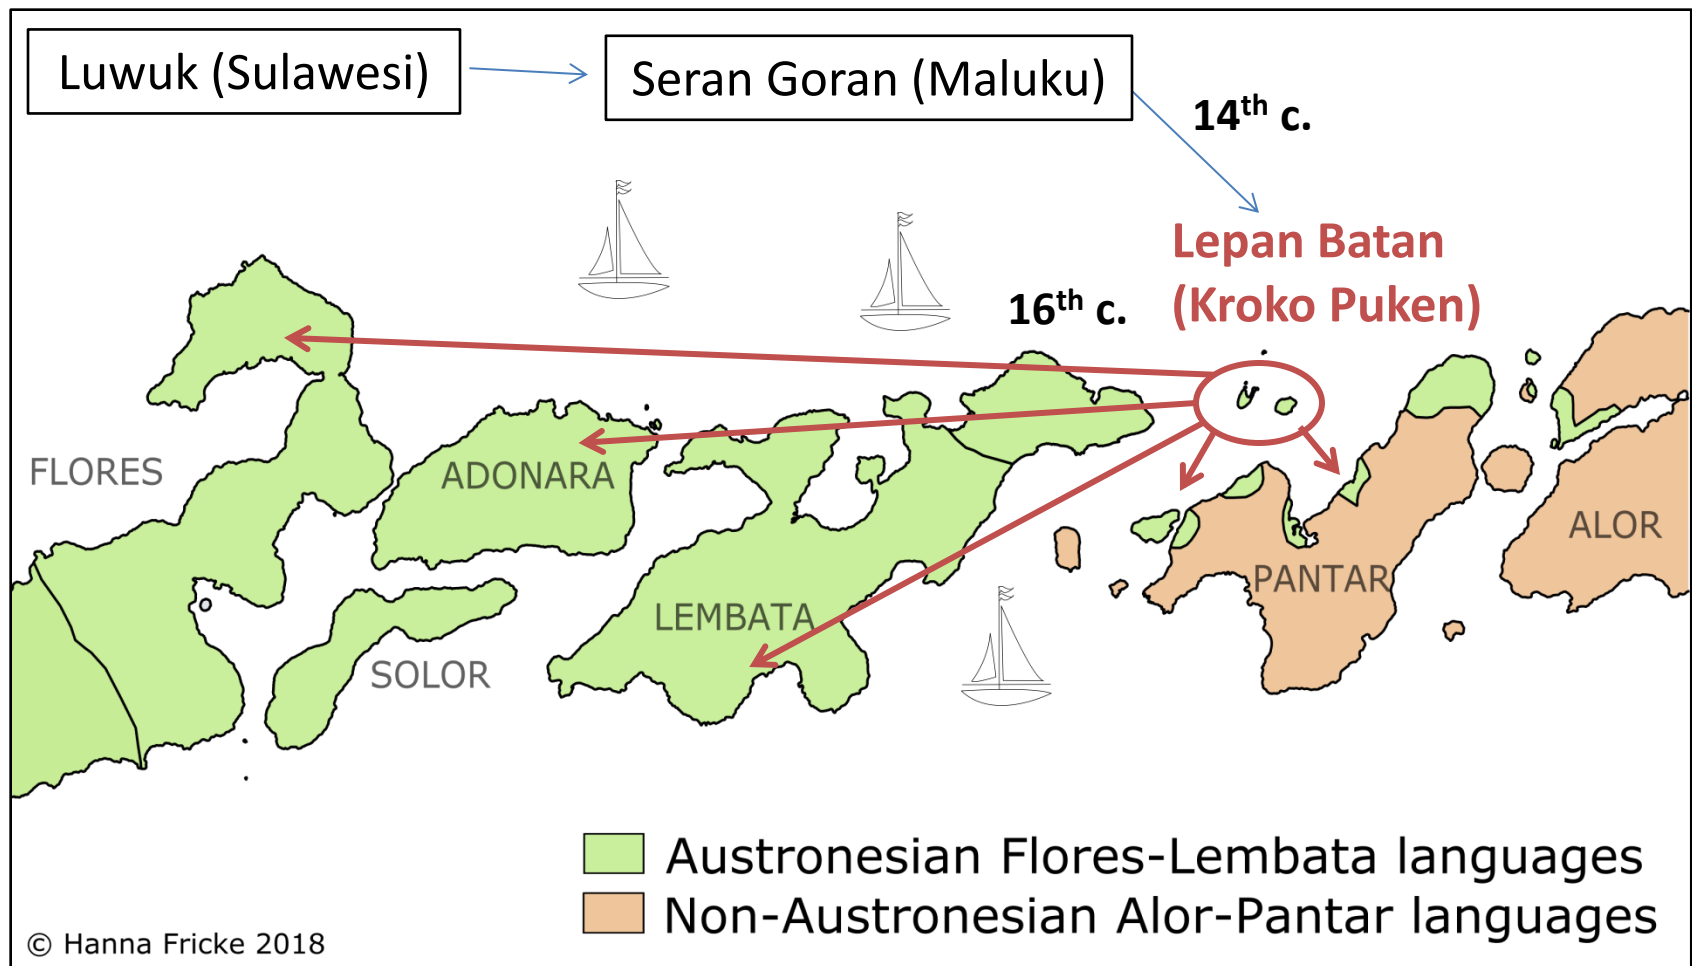 Luwuk (Sulawesi)
Seran Goran (Maluku)
14th c.
Lepan Batan
(Kroko Puken)
16th c.
FLORES
ADONARA
ALOR
PANTAR
LEMBATA
SOLOR
Austronesian Flores-Lembata languages
Non-Austronesian Alor-Pantar languages
© Hanna Fricke 2018